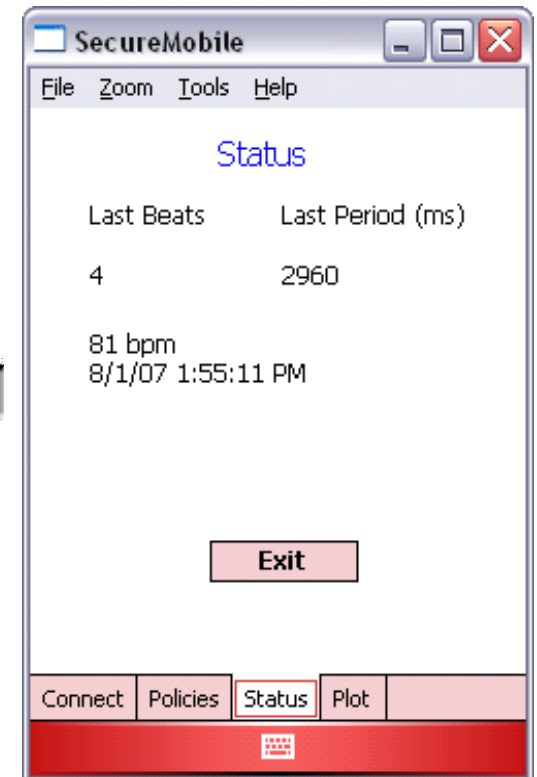 SecureMobile
File Zoom Tools Help
Status
Last Beats Last Period (ms)
4 2960
81 bpm
8/1/07 1:55:11 PM
Exit
Connect Policies Status Plot